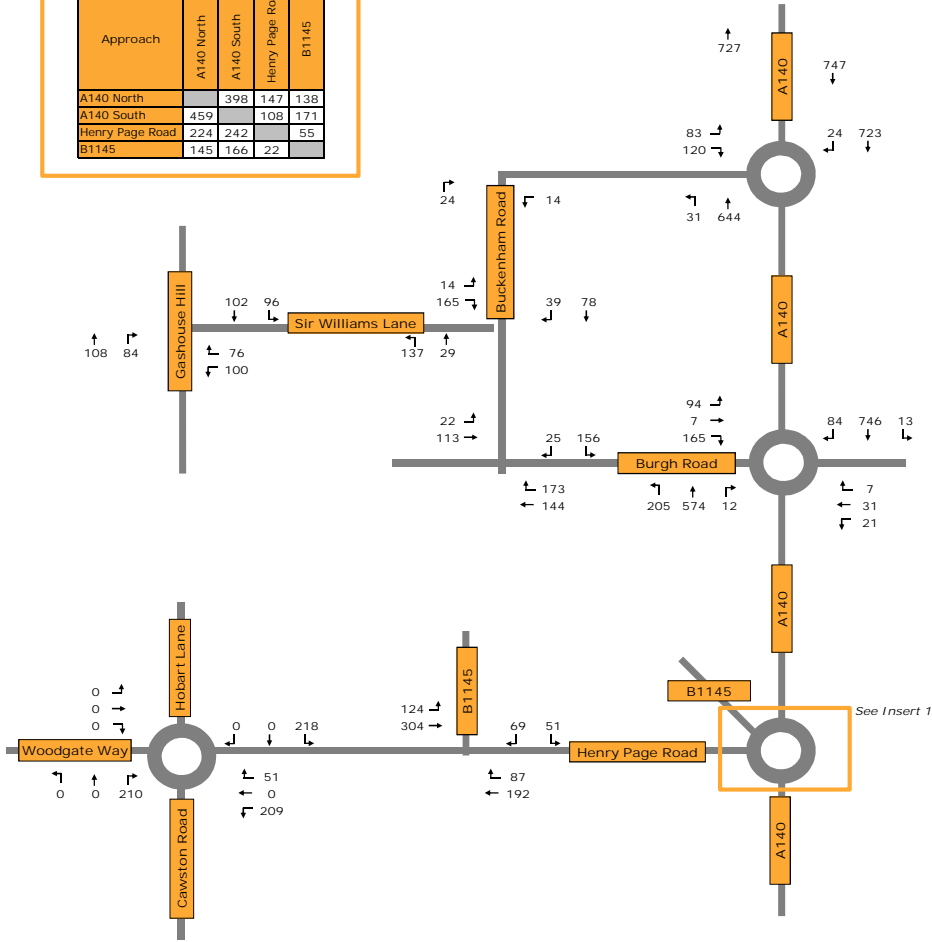 Approach A140 North A140 South Henry Page Ro B1145
A140 North 398 147 138
A140 South 459 108 171
Henry Page Road 224 242 55
B1145 145 166 22
727
A140
747
83
120
24 723
31 644
24
14
Buckenham Road
14
165
39 78
A140
Gashouse Hill
102 96
Sir Williams Lane
108 84
76
100
137 29
22
113
25 156
94
7
165
84 746 13
Burgh Road
173
144
205 574 12
7
31
21
A140
Hobart Lane
B1145
B1145
See Insert 1
0
0
0
124
304
0 0 218
69 51
Woodgate Way
Henry Page Road
0 0 210
51
0
209
87
192
Cawston Road
A140